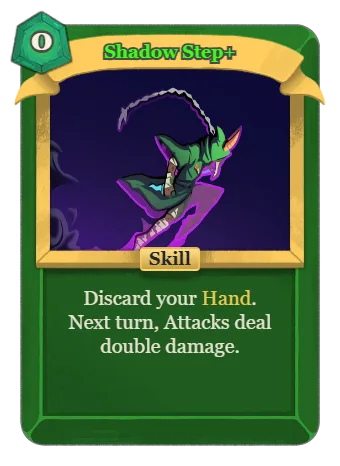 0
Shadow Step+
Skill
Discard your Hand.
Next turn, Attacks deal
double damage.